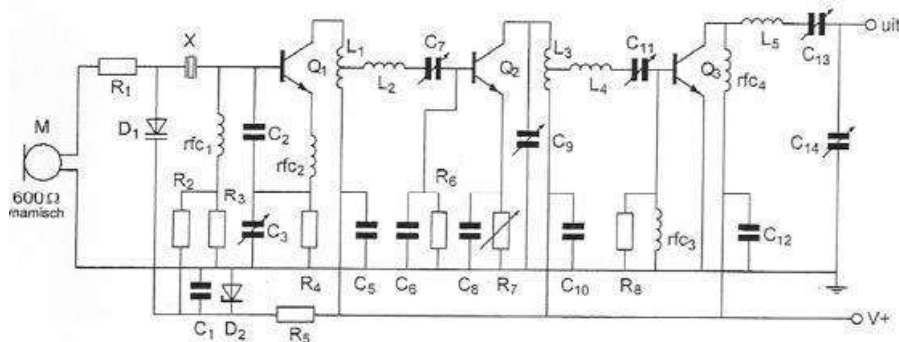 X
R1
D1
M
600Ω
namisch
rfc1
R2
R3
C1
D2
C2
C3
Q1
rfc2
R4
R5
L1
L2
C5
C7
C6
R6
Q2
C8
R7
C9
L3
L4
C10
C11
R8
rfc3
Q3
rfc4
C12
L5
C13
C14
uit
V+